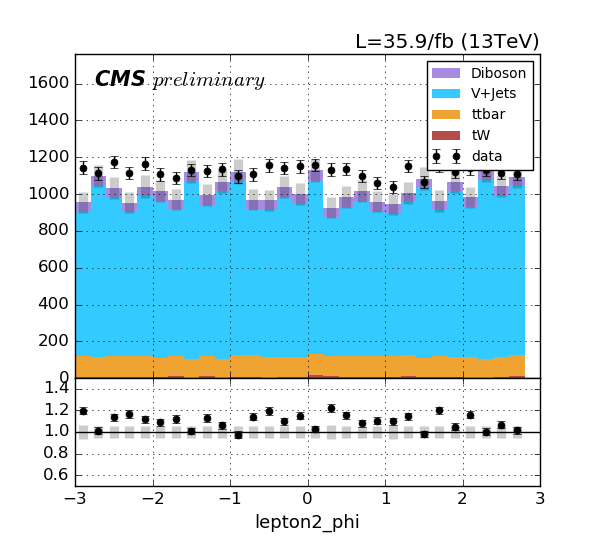 L=35.9/fb (13TeV)
CMS preliminary
Diboson
V+Jets
ttbar
tW
data
1600
1400
1200
1000
800
600
400
200
0
1.4
1.2
1.0
0.8
0.6
−3 −2 −1 0 1 2 3
lepton2_phi